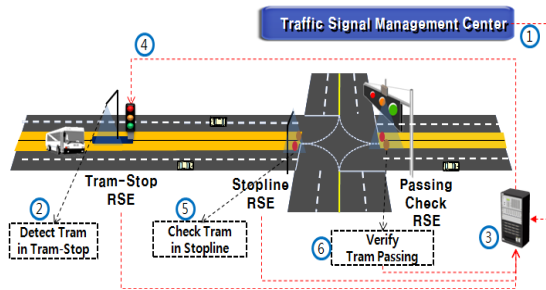 Traffic Signal Management Center
1
4
Tram-Stop
RSE
Stopline
RSE
Passing
Check
RSE
2
Detect Tram
in Tram-Stop
5
Check Tram
in Stopline
6
Verify
Tram Passing
3